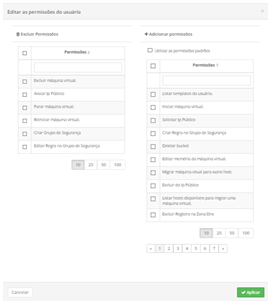 Editar as permissões do usuário
Excluir Permissões
Permissões
Excluir máquina virtual.
Alocar Ip Público
Parar máquina virtual.
Reiniciar máquina virtual.
Criar Grupo de Segurança
Editar Regra no Grupo de Segurança
10 25 50 100
Adicionar permissões
Utilizar as permissões padrões
Permissões
Listar templates do usuário.
Iniciar máquina virtual.
Solicitar Ip Público
Criar Regra no Grupo de Segurança
Deletar bucket
Editar memória da máquina virtual.
Migrar máquina vitual para outro host.
Excluir do Ip Público
Listar hosts disponíveis para migrar uma
máquina virtual.
Excluir Registro na Zona Dns
10 25 50 100
« 1 2 3 4 5 6 7 »
Cancelar
Aplicar